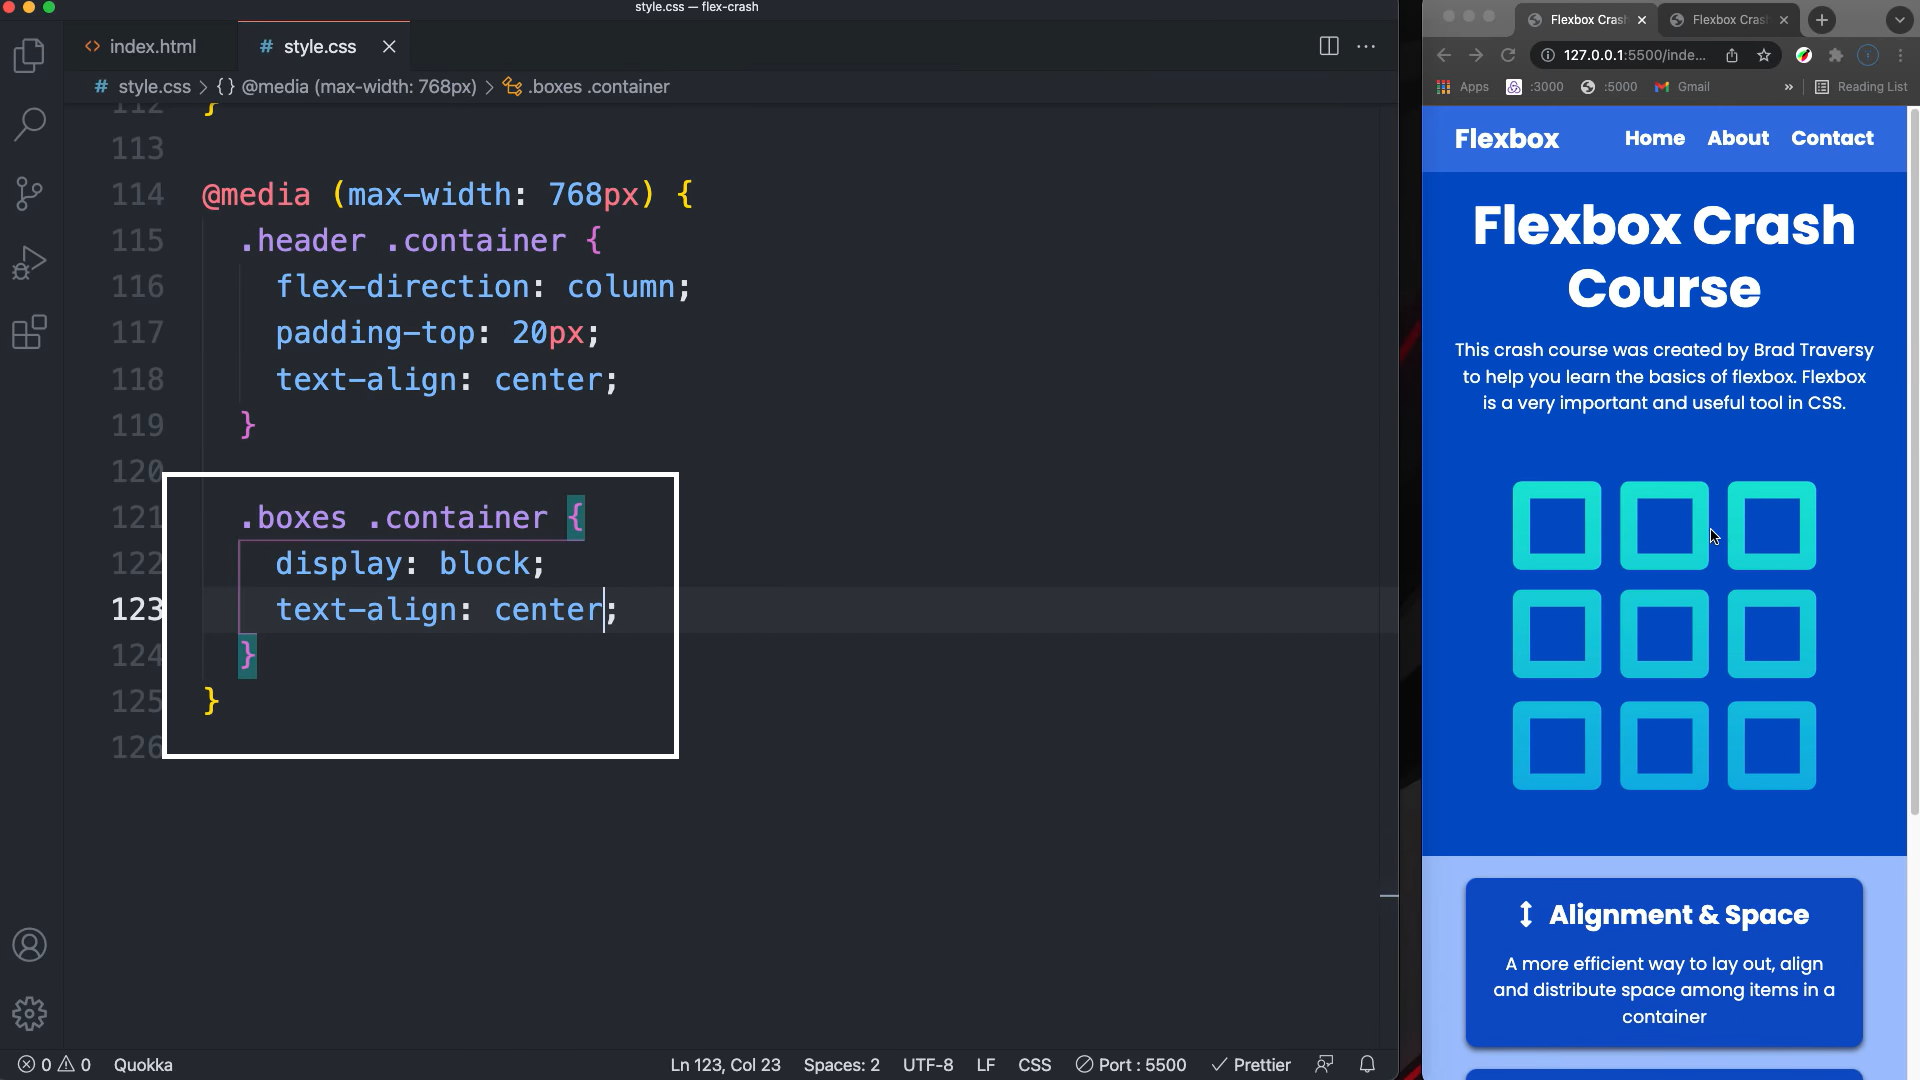 style.css — flex-crash
index.html
style.css
style.css > {} @media (max-width: 768px) > .boxes .container
112 }
113
114 @media (max-width: 768px) {
115 .header .container {
116 flex-direction: column;
117 padding-top: 20px;
118 text-align: center;
119 }
120
121 .boxes .container {
122 display: block;
123 text-align: center;
124 }
125 }
126
0 0 Quokka
Ln 123, Col 23 Spaces: 2 UTF-8 LF CSS Port : 5500 Prettier
Flexbox Crash
Flexbox Crash
127.0.0.1:5500/inde...
Apps :3000 :5000 Gmail » Reading List
Flexbox Home About Contact
Flexbox Crash
Course
This crash course was created by Brad Traversy
to help you learn the basics of flexbox. Flexbox
is a very important and useful tool in CSS.
Alignment & Space
A more efficient way to lay out, align
and distribute space among items in a
container